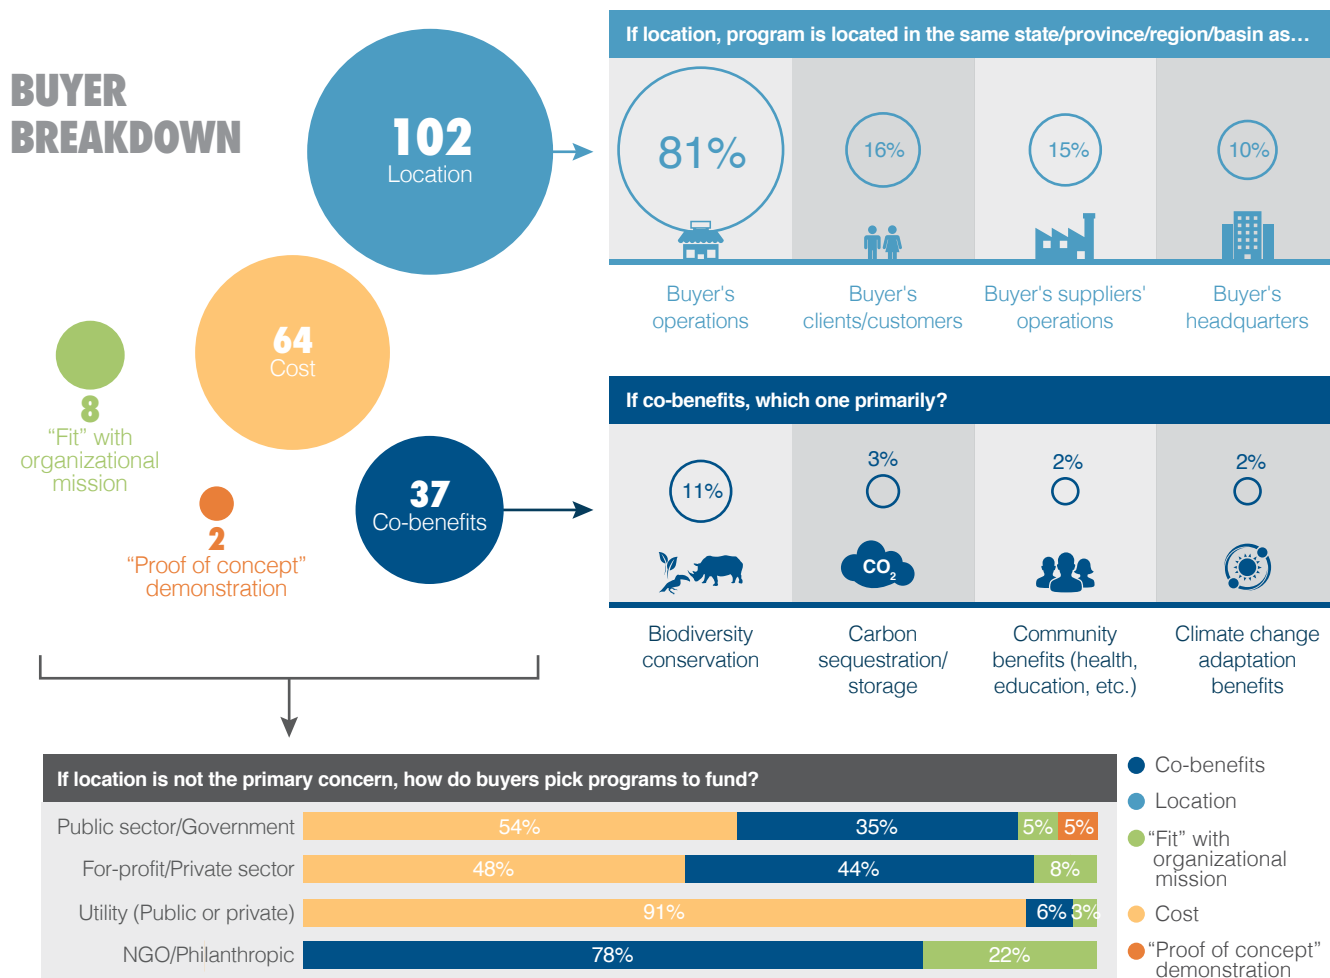 BUYER
BREAKDOWN
102
Location
64
Cost
8
“Fit” with
organizational
mission
2
“Proof of concept”
demonstration
37
Co-benefits
If location, program is located in the same state/province/region/basin as…
81%
16%
15%
10%
Buyer's
operations
Buyer's
clients/customers
Buyer's suppliers'
operations
Buyer's
headquarters
If co-benefits, which one primarily?
11%
3%
2%
2%
CO2
Biodiversity
conservation
Carbon
sequestration/
storage
Community
benefits (health,
education, etc.)
Climate change
adaptation
benefits
If location is not the primary concern, how do buyers pick programs to fund?
Public sector/Government 54% 35% 5% 5%
For-profit/Private sector 48% 44% 8%
Utility (Public or private) 91% 6% 3%
NGO/Philanthropic 78% 22%
Co-benefits
Location
“Fit” with
organizational
mission
Cost
“Proof of concept”
demonstration